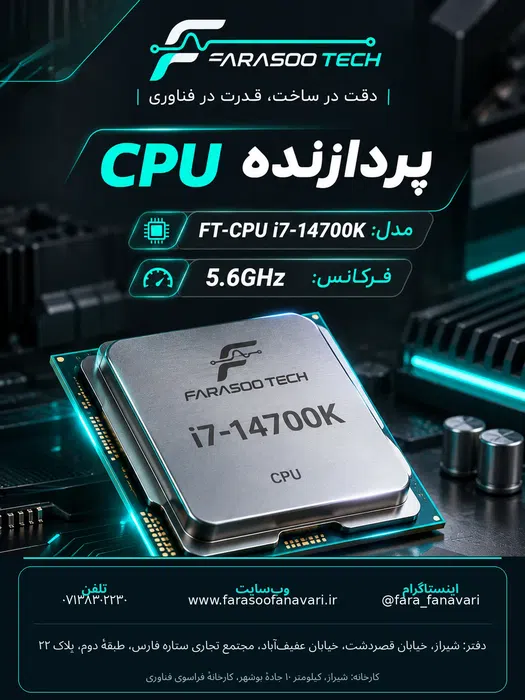 FARASOO TECH
| دقت در ساخت، قدرت در فناوری |
پردازنده CPU
مدل: FT-CPU i7-14700K
فرکانس: 5.6GHz
FARASOO TECH
i7-14700K
CPU
اینستاگرام
@fara_fanavari
وب‌سایت
www.farasoofanavari.ir
تلفن
۰۷۱۳۸۳۰۲۲۳۰
دفتر: شیراز، خیابان قصردشت، خیابان عفیف‌آباد، مجتمع تجاری ستاره فارس، طبقهٔ دوم، پلاک ۲۲
کارخانه: شیراز، کیلومتر ۱۰ جادهٔ بوشهر، کارخانهٔ فراسوی فناوری